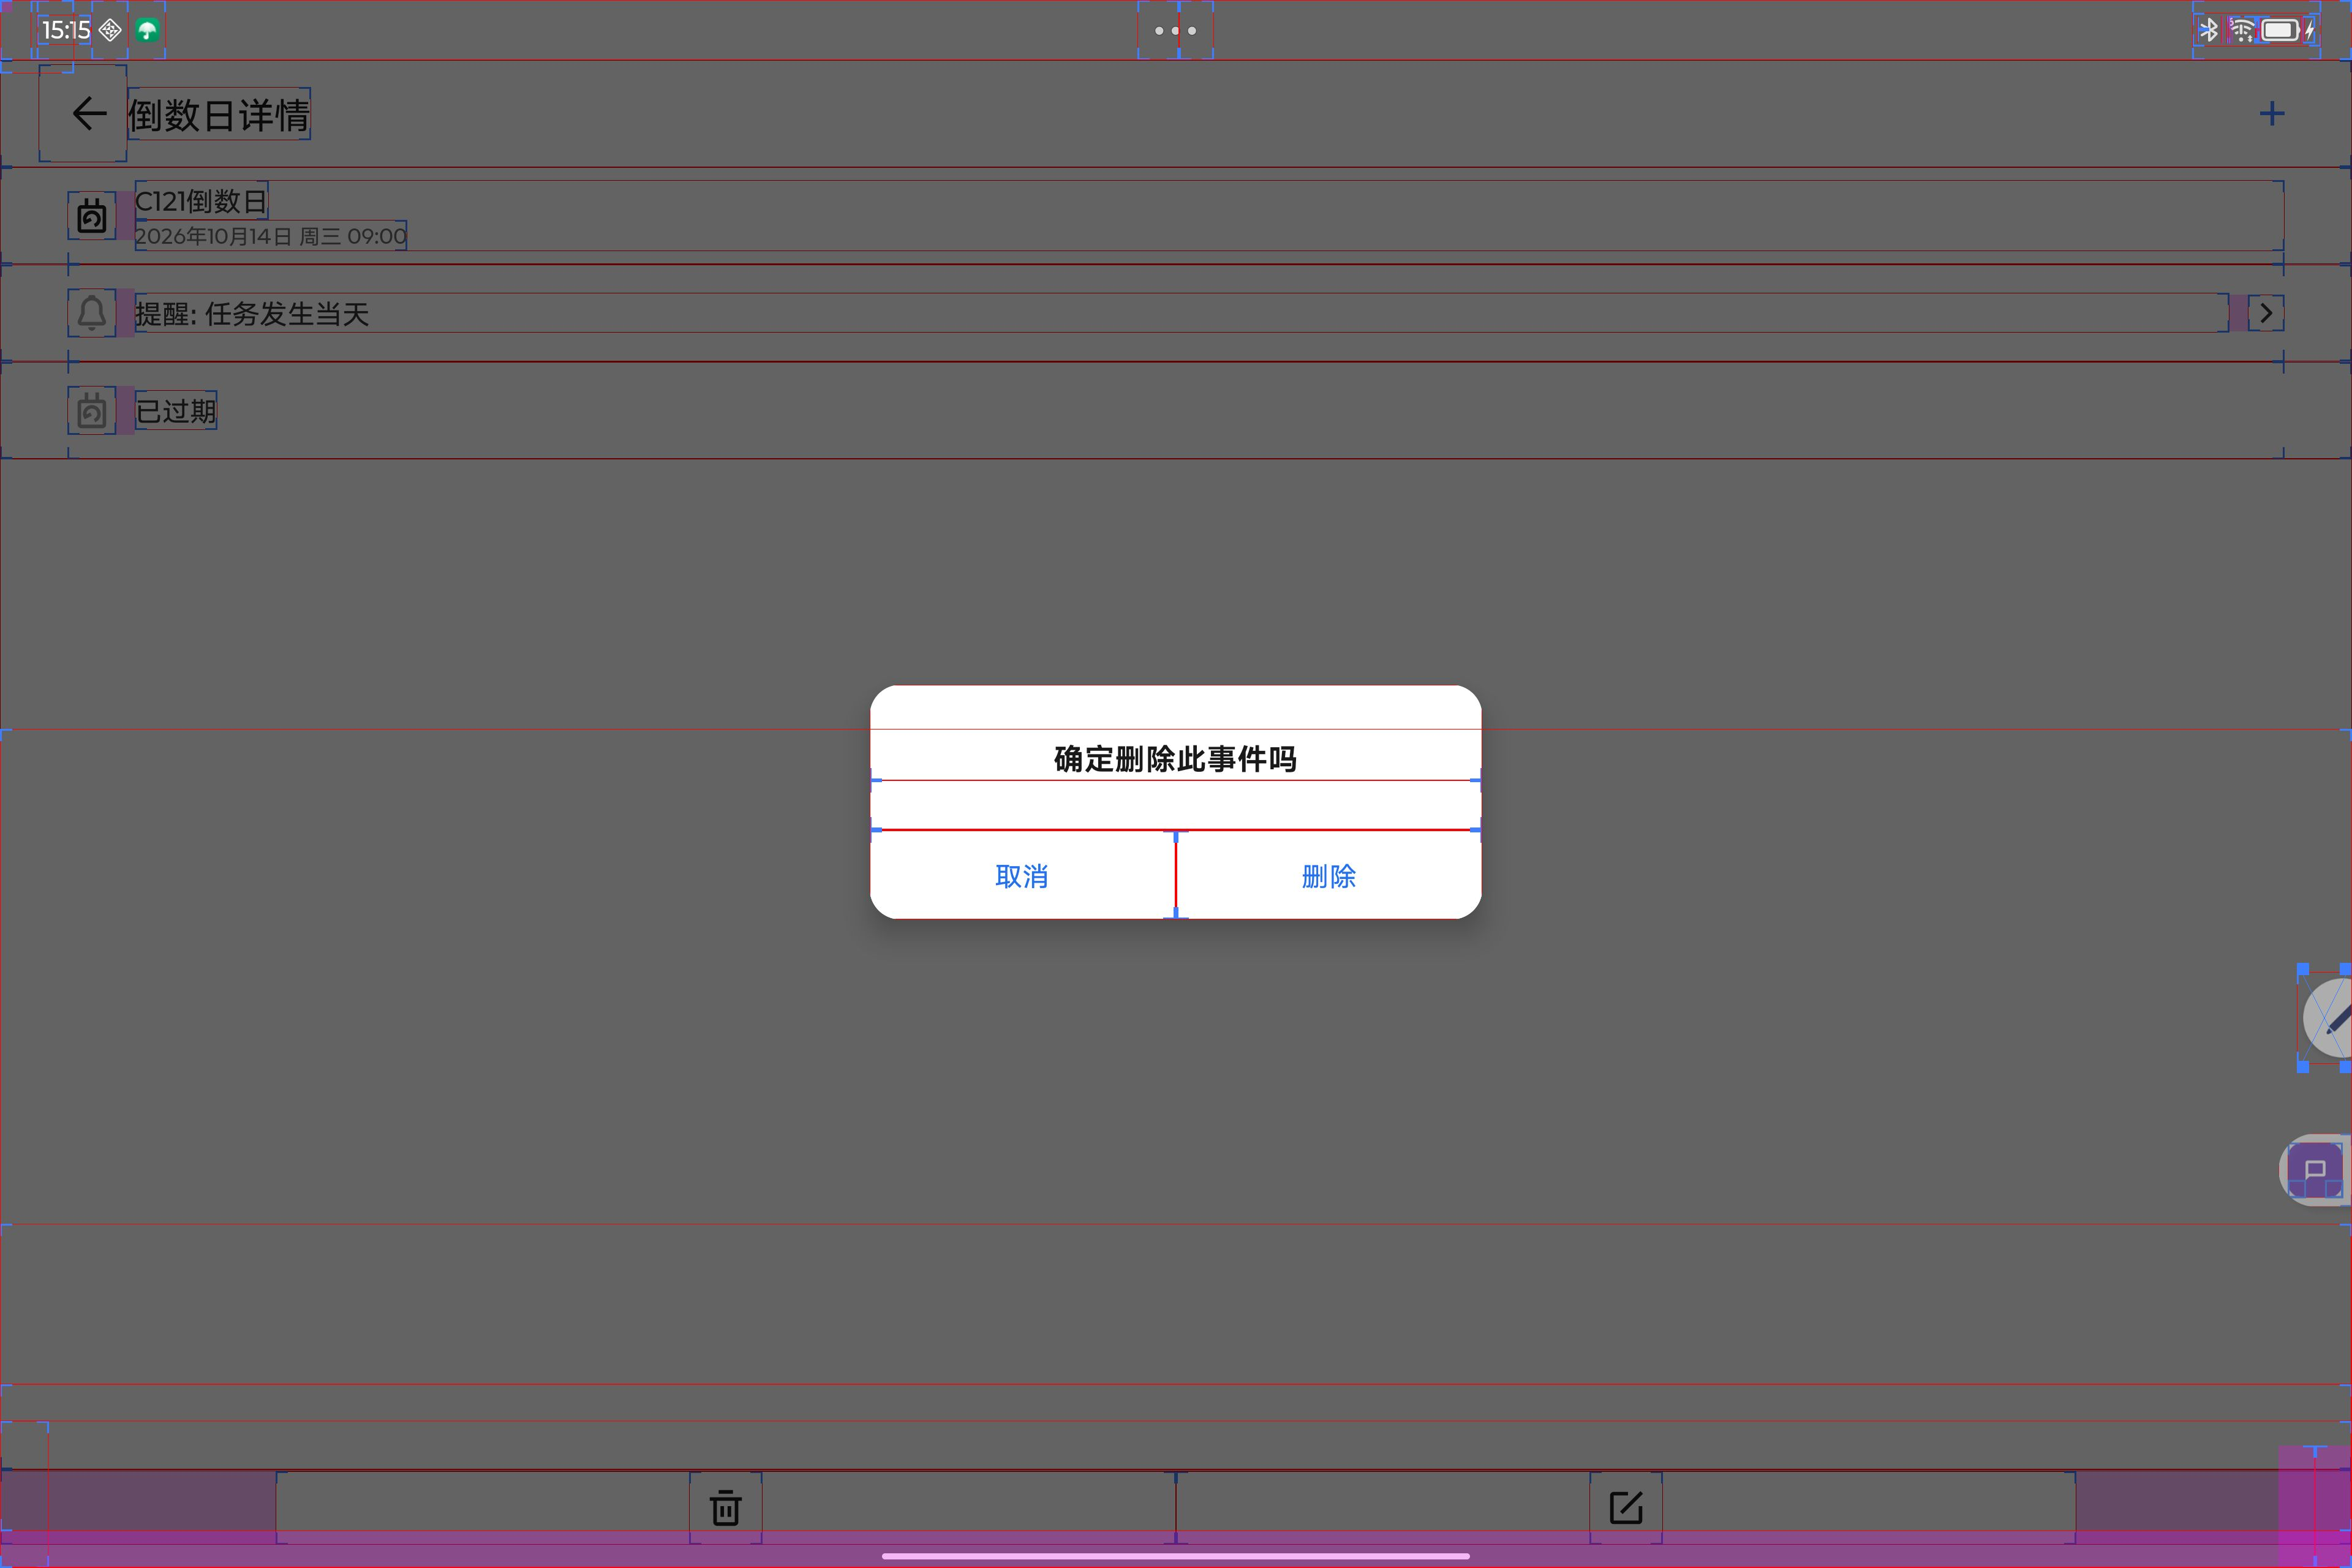 15:15
倒数日详情
C121倒数日
2026年10月14日 周三 09:00
提醒: 任务发生当天
已过期
确定删除此事件吗
取消
删除